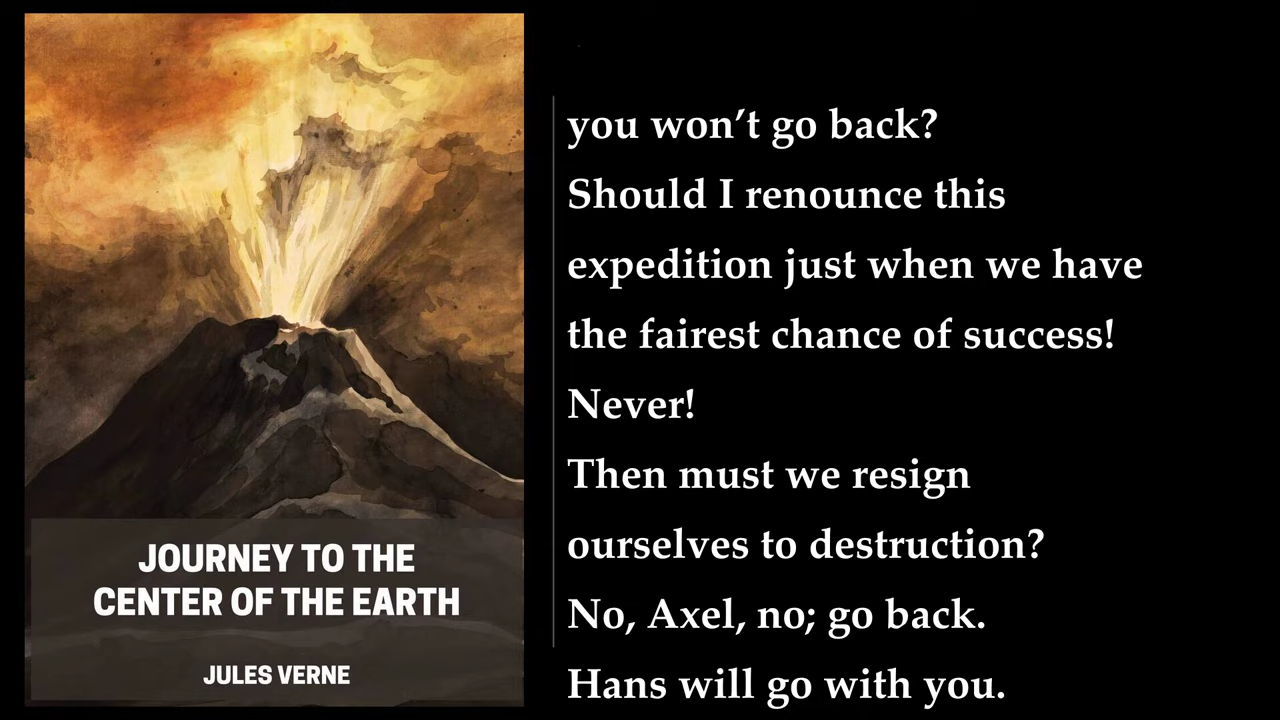 JOURNEY TO THE
CENTER OF THE EARTH
JULES VERNE
you won’t go back?
Should I renounce this
expedition just when we have
the fairest chance of success!
Never!
Then must we resign
ourselves to destruction?
No, Axel, no; go back.
Hans will go with you.